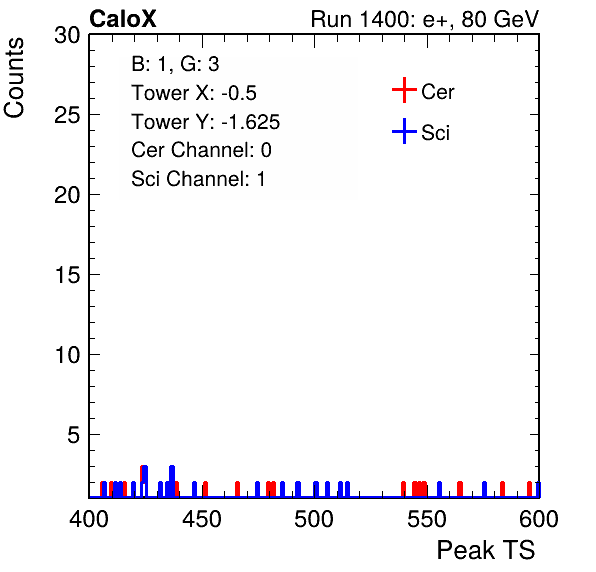 CaloX Run 1400: e+, 80 GeV
Counts
30
25
20
15
10
5
B: 1, G: 3
Tower X: -0.5
Tower Y: -1.625
Cer Channel: 0
Sci Channel: 1
Cer
Sci
400 450 500 550 600
Peak TS